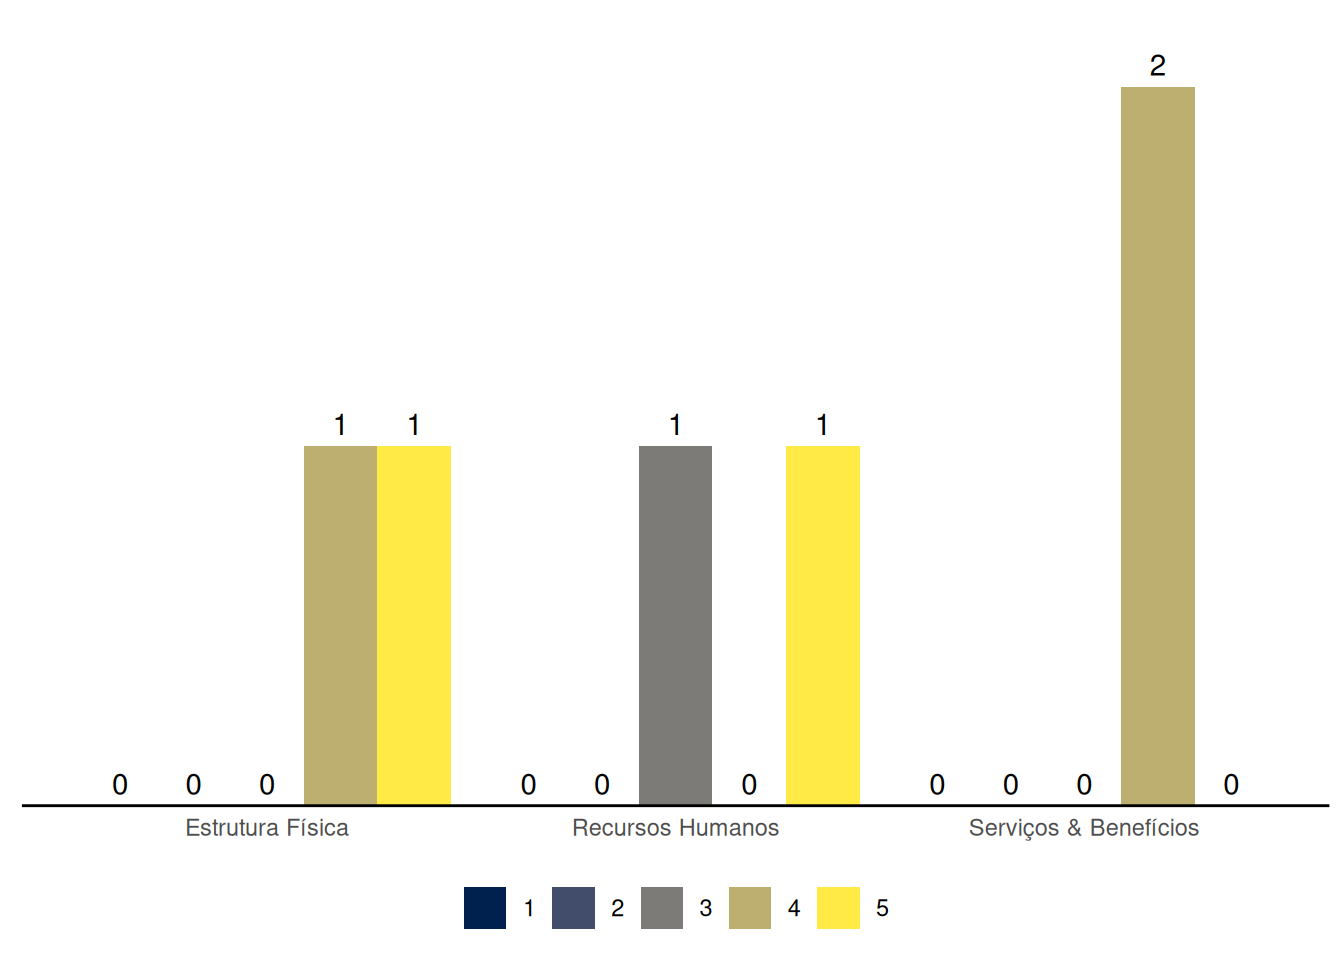 2
1 1 1 1
0 0 0 0 0 0 0 0 0 0
Estrutura Física Recursos Humanos Serviços & Benefícios
1 2 3 4 5